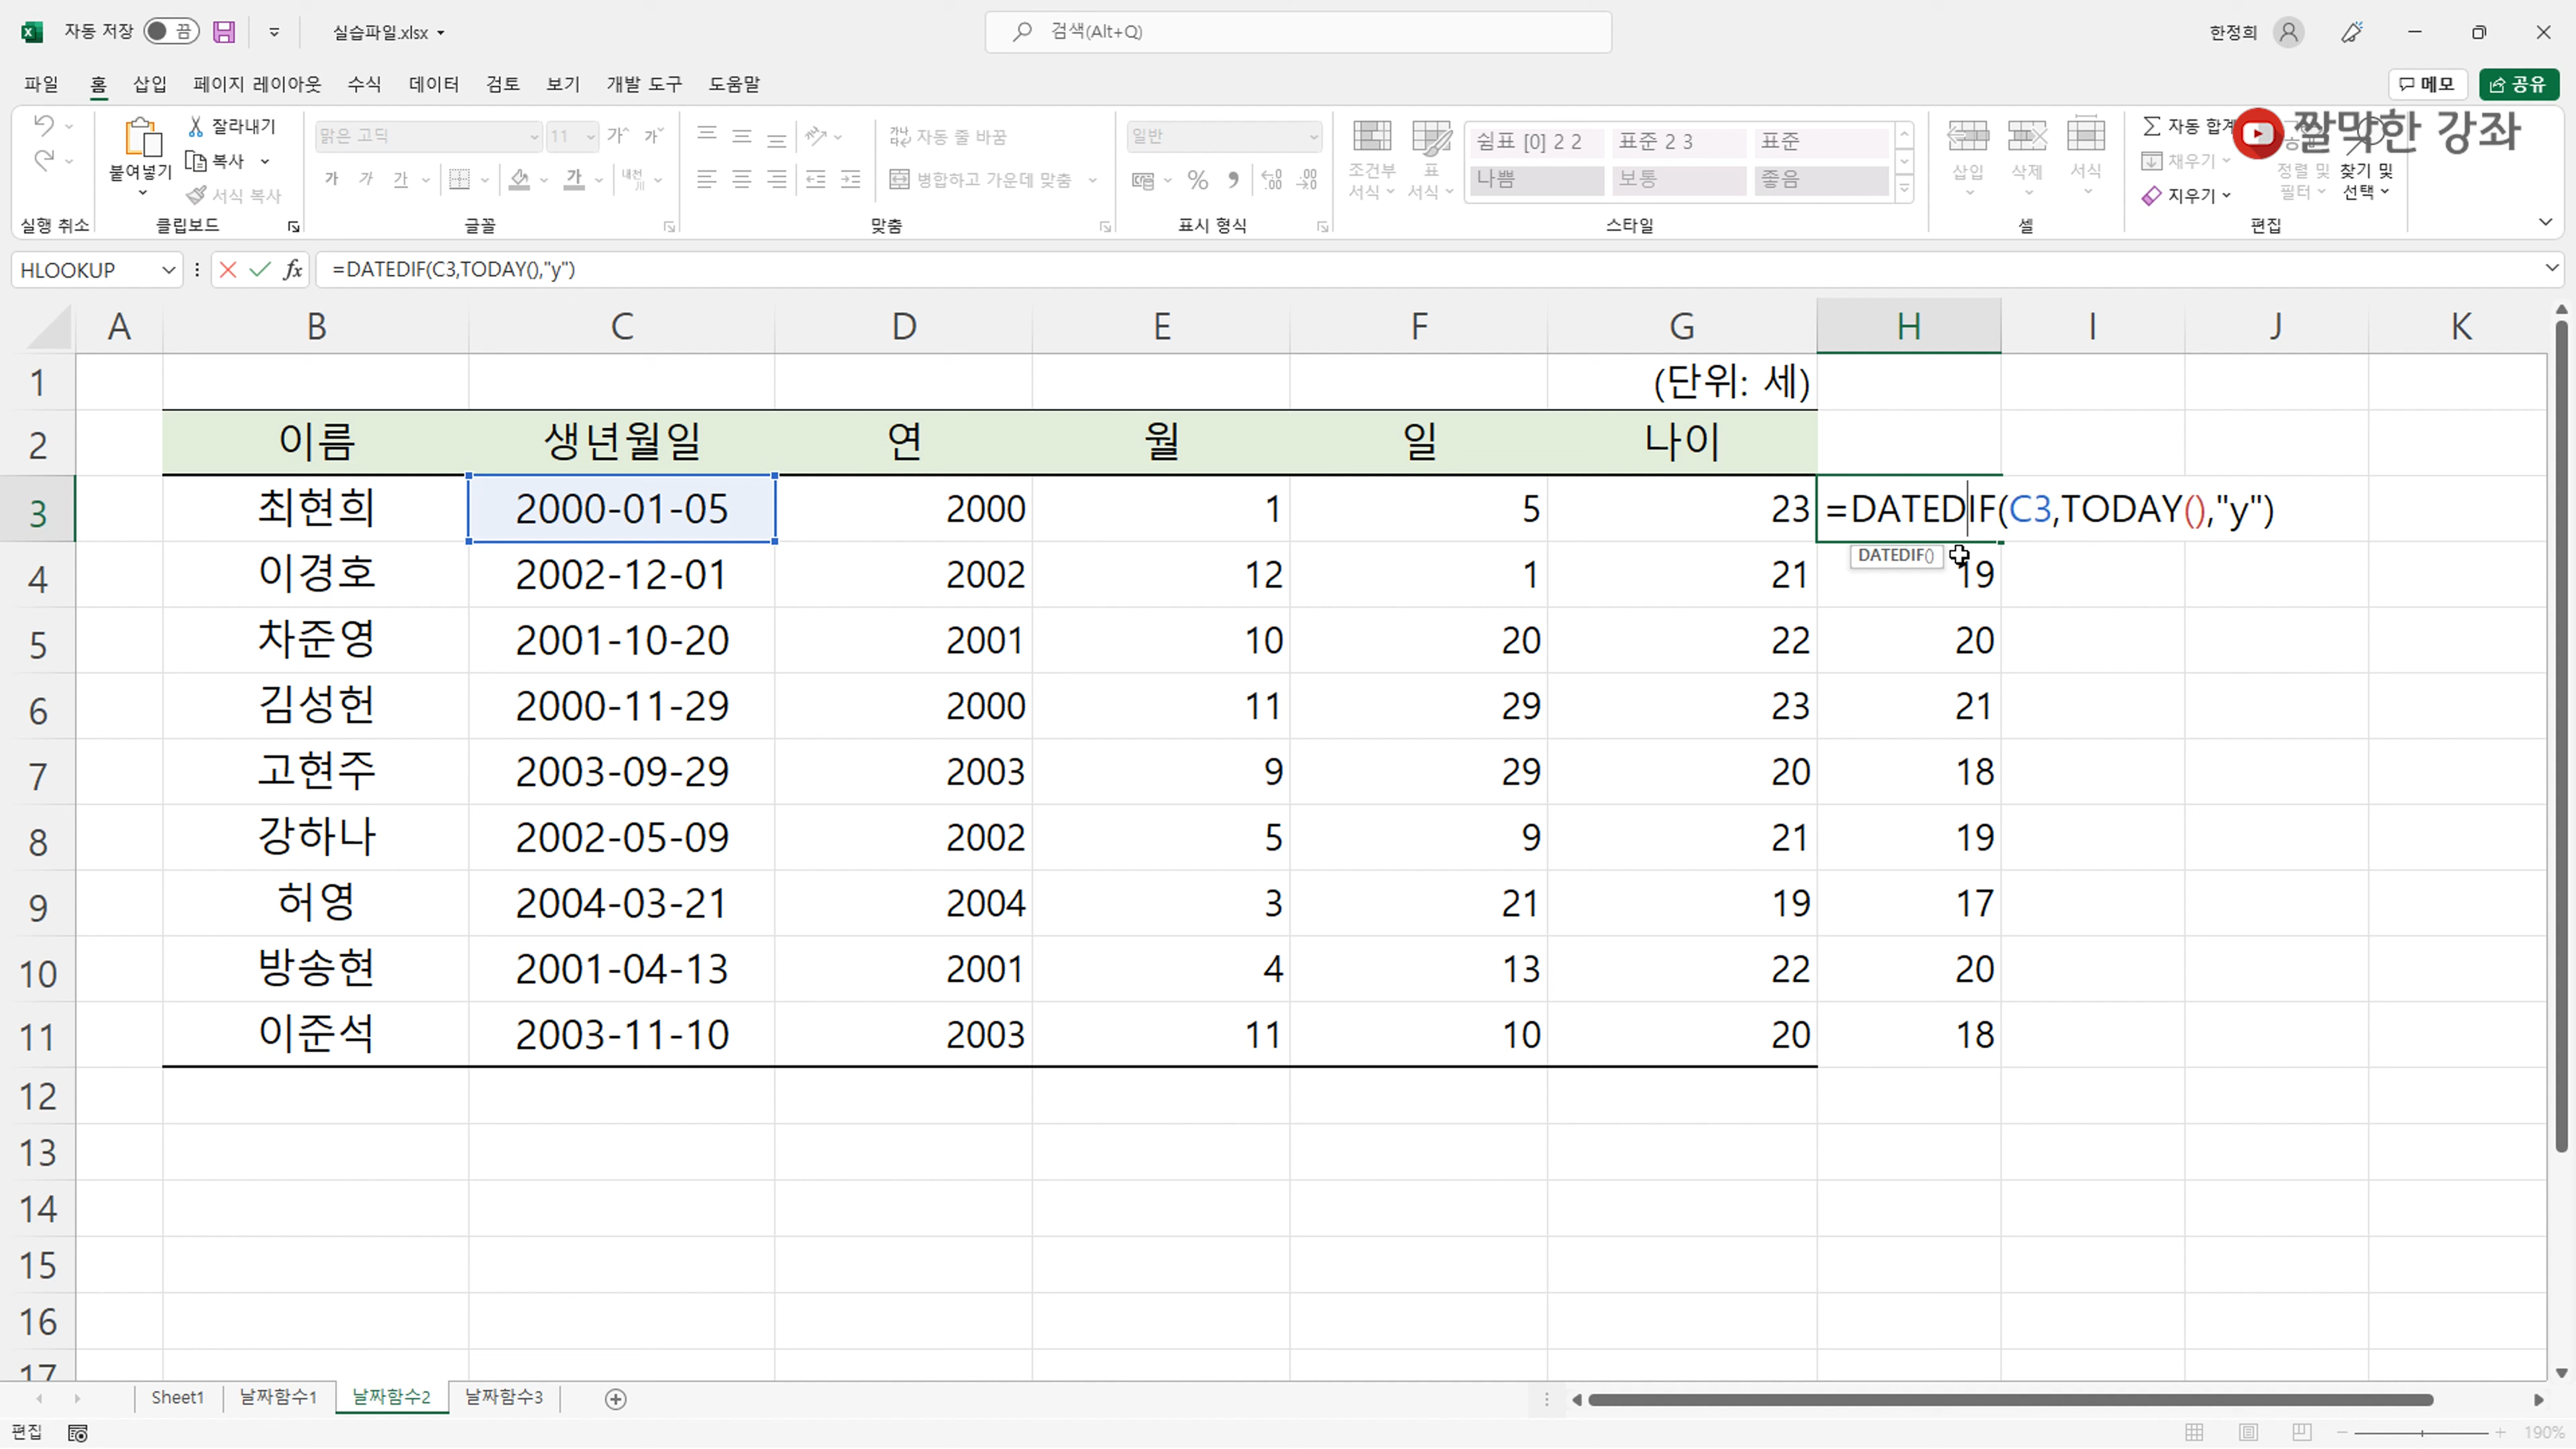 자동 저장 끔 실습파일.xlsx 검색(Alt+Q) 한정희
파일 홈 삽입 페이지 레이아웃 수식 데이터 검토 보기 개발 도구 도움말 메모 공유
짤막한 강좌
붙여넣기 잘라내기 복사 서식 복사
맑은 고딕 11 가 가
가 가 가 가 내천
자동 줄 바꿈
병합하고 가운데 맞춤
일반
조건부 서식 표 서식
쉼표 [0] 2 2 표준 2 3 표준
나쁨 보통 좋음
삽입 삭제 서식
자동 합계
채우기
지우기
정렬 및 필터 찾기 및 선택
실행 취소 클립보드 글꼴 맞춤 표시 형식 스타일 셀 편집
HLOOKUP fx =DATEDIF(C3,TODAY(),"y")
A B C D E F G H I J K
1 (단위: 세)
2 이름 생년월일 연 월 일 나이
3 최현희 2000-01-05 2000 1 5 23 =DATEDIF(C3,TODAY(),"y")
DATEDIF()
4 이경호 2002-12-01 2002 12 1 21 19
5 차준영 2001-10-20 2001 10 20 22 20
6 김성헌 2000-11-29 2000 11 29 23 21
7 고현주 2003-09-29 2003 9 29 20 18
8 강하나 2002-05-09 2002 5 9 21 19
9 허영 2004-03-21 2004 3 21 19 17
10 방송현 2001-04-13 2001 4 13 22 20
11 이준석 2003-11-10 2003 11 10 20 18
12
13
14
15
16
17
Sheet1 날짜함수1 날짜함수2 날짜함수3
편집 190%